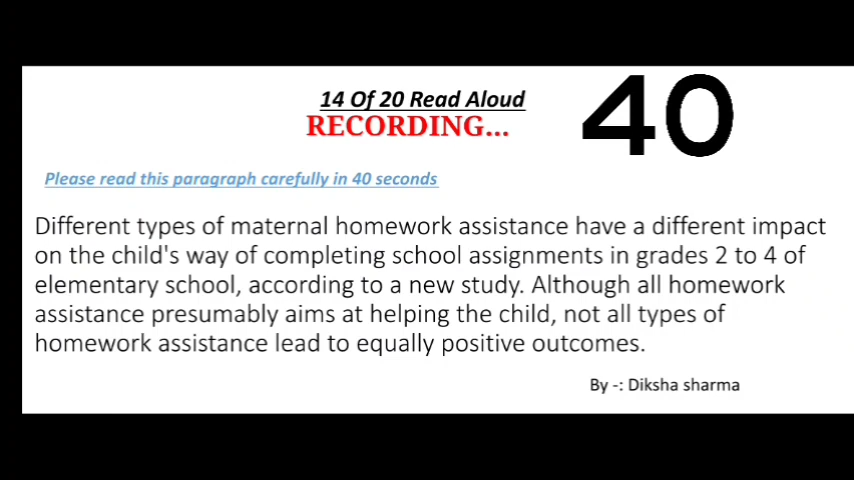 14 Of 20 Read Aloud
RECORDING...
40
Please read this paragraph carefully in 40 seconds
Different types of maternal homework assistance have a different impact
on the child's way of completing school assignments in grades 2 to 4 of
elementary school, according to a new study. Although all homework
assistance presumably aims at helping the child, not all types of
homework assistance lead to equally positive outcomes.
By -: Diksha sharma